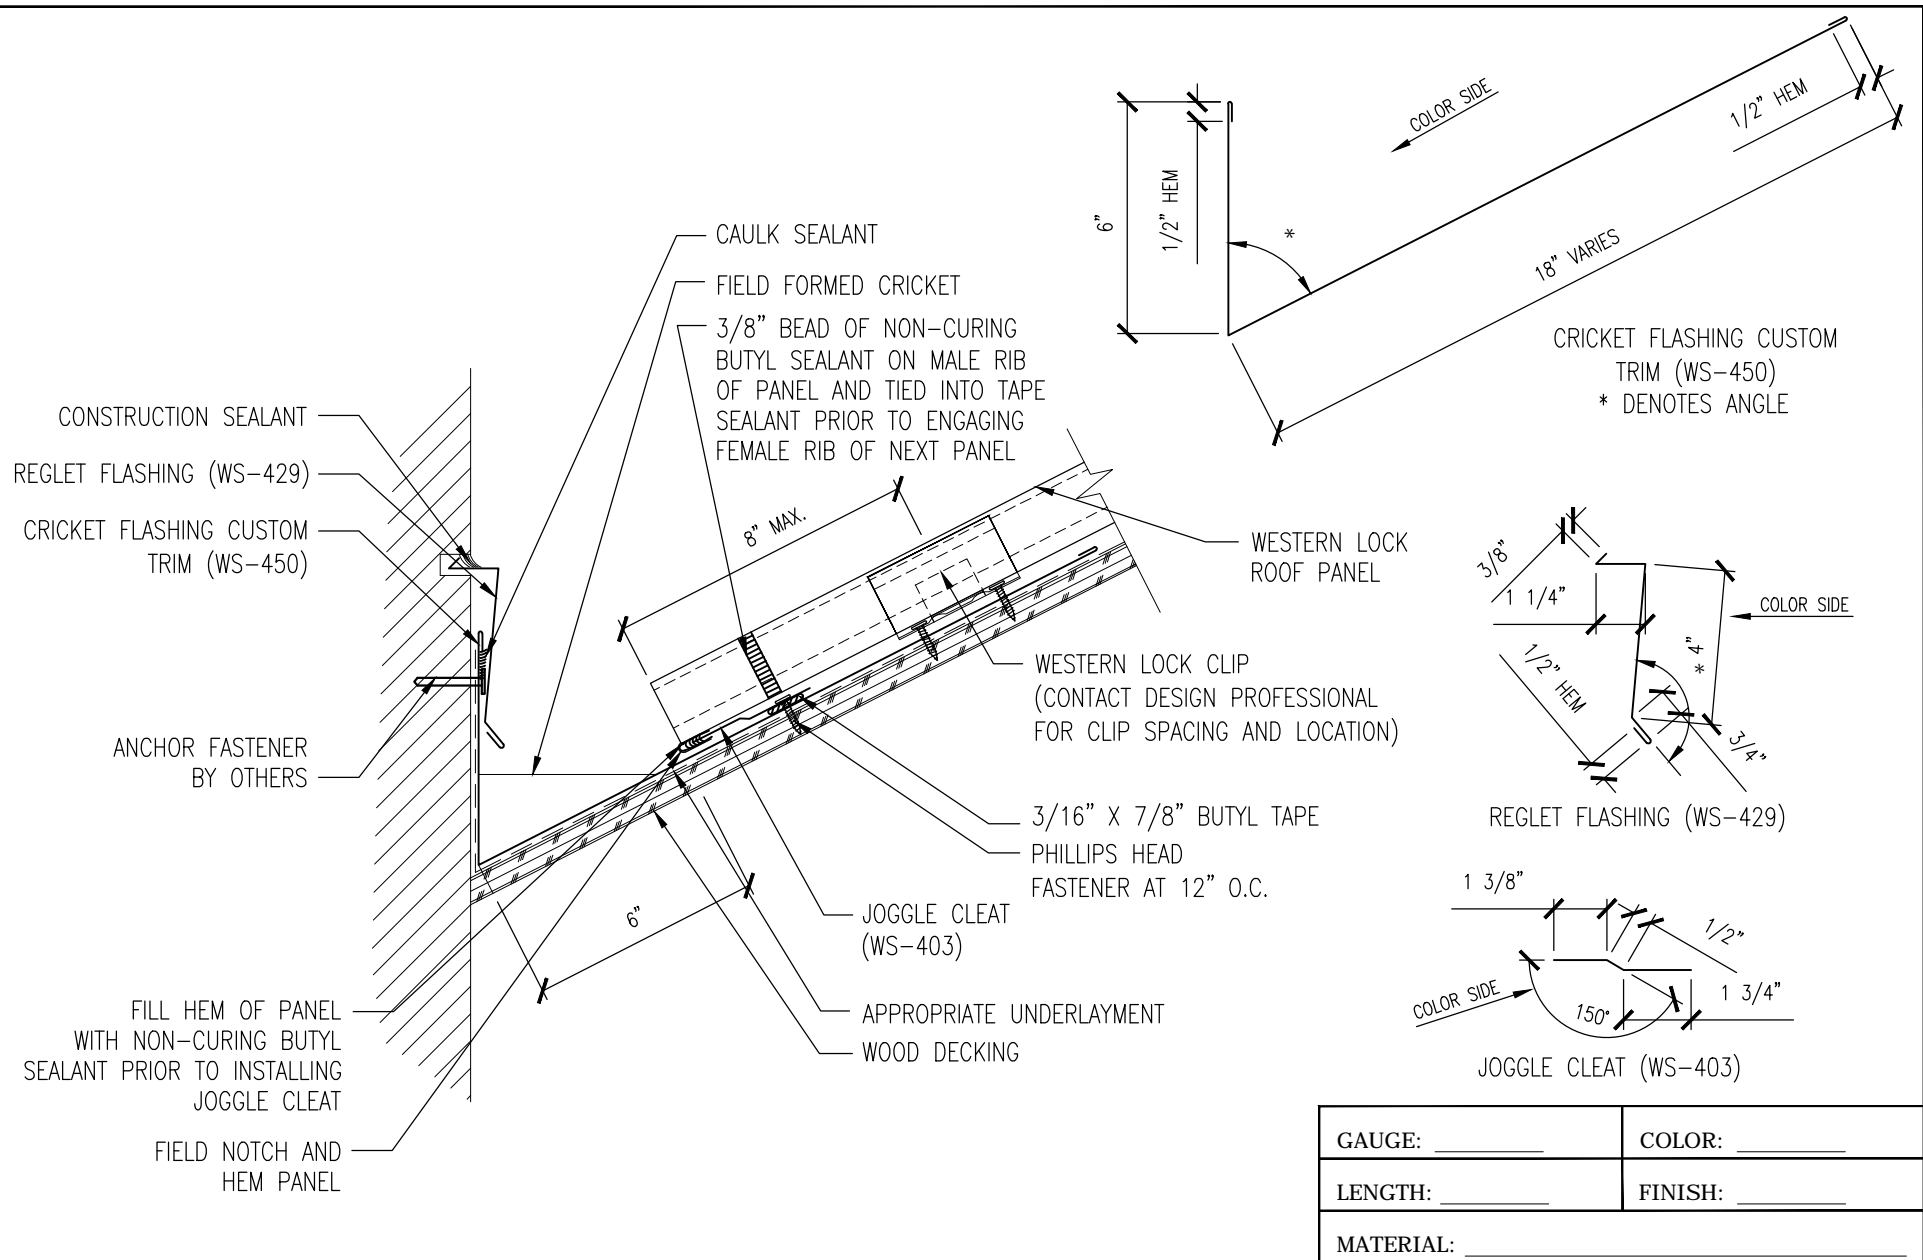 CAULK SEALANT
FIELD FORMED CRICKET
3/8" BEAD OF NON-CURING
BUTYL SEALANT ON MALE RIB
OF PANEL AND TIED INTO TAPE
SEALANT PRIOR TO ENGAGING
FEMALE RIB OF NEXT PANEL
CONSTRUCTION SEALANT
REGLET FLASHING (WS-429)
CRICKET FLASHING CUSTOM
TRIM (WS-450)
ANCHOR FASTENER
BY OTHERS
8" MAX.
6"
WESTERN LOCK
ROOF PANEL
WESTERN LOCK CLIP
(CONTACT DESIGN PROFESSIONAL
FOR CLIP SPACING AND LOCATION)
3/16" X 7/8" BUTYL TAPE
PHILLIPS HEAD
FASTENER AT 12" O.C.
JOGGLE CLEAT
(WS-403)
APPROPRIATE UNDERLAYMENT
WOOD DECKING
FILL HEM OF PANEL
WITH NON-CURING BUTYL
SEALANT PRIOR TO INSTALLING
JOGGLE CLEAT
FIELD NOTCH AND
HEM PANEL
6"
1/2" HEM
*
COLOR SIDE
1/2" HEM
18" VARIES
CRICKET FLASHING CUSTOM
TRIM (WS-450)
* DENOTES ANGLE
3/8"
1 1/4"
COLOR SIDE
* 4"
1/2" HEM
3/4"
REGLET FLASHING (WS-429)
1 3/8"
1/2"
COLOR SIDE
150°
1 3/4"
JOGGLE CLEAT (WS-403)
GAUGE: COLOR:
LENGTH: FINISH:
MATERIAL: